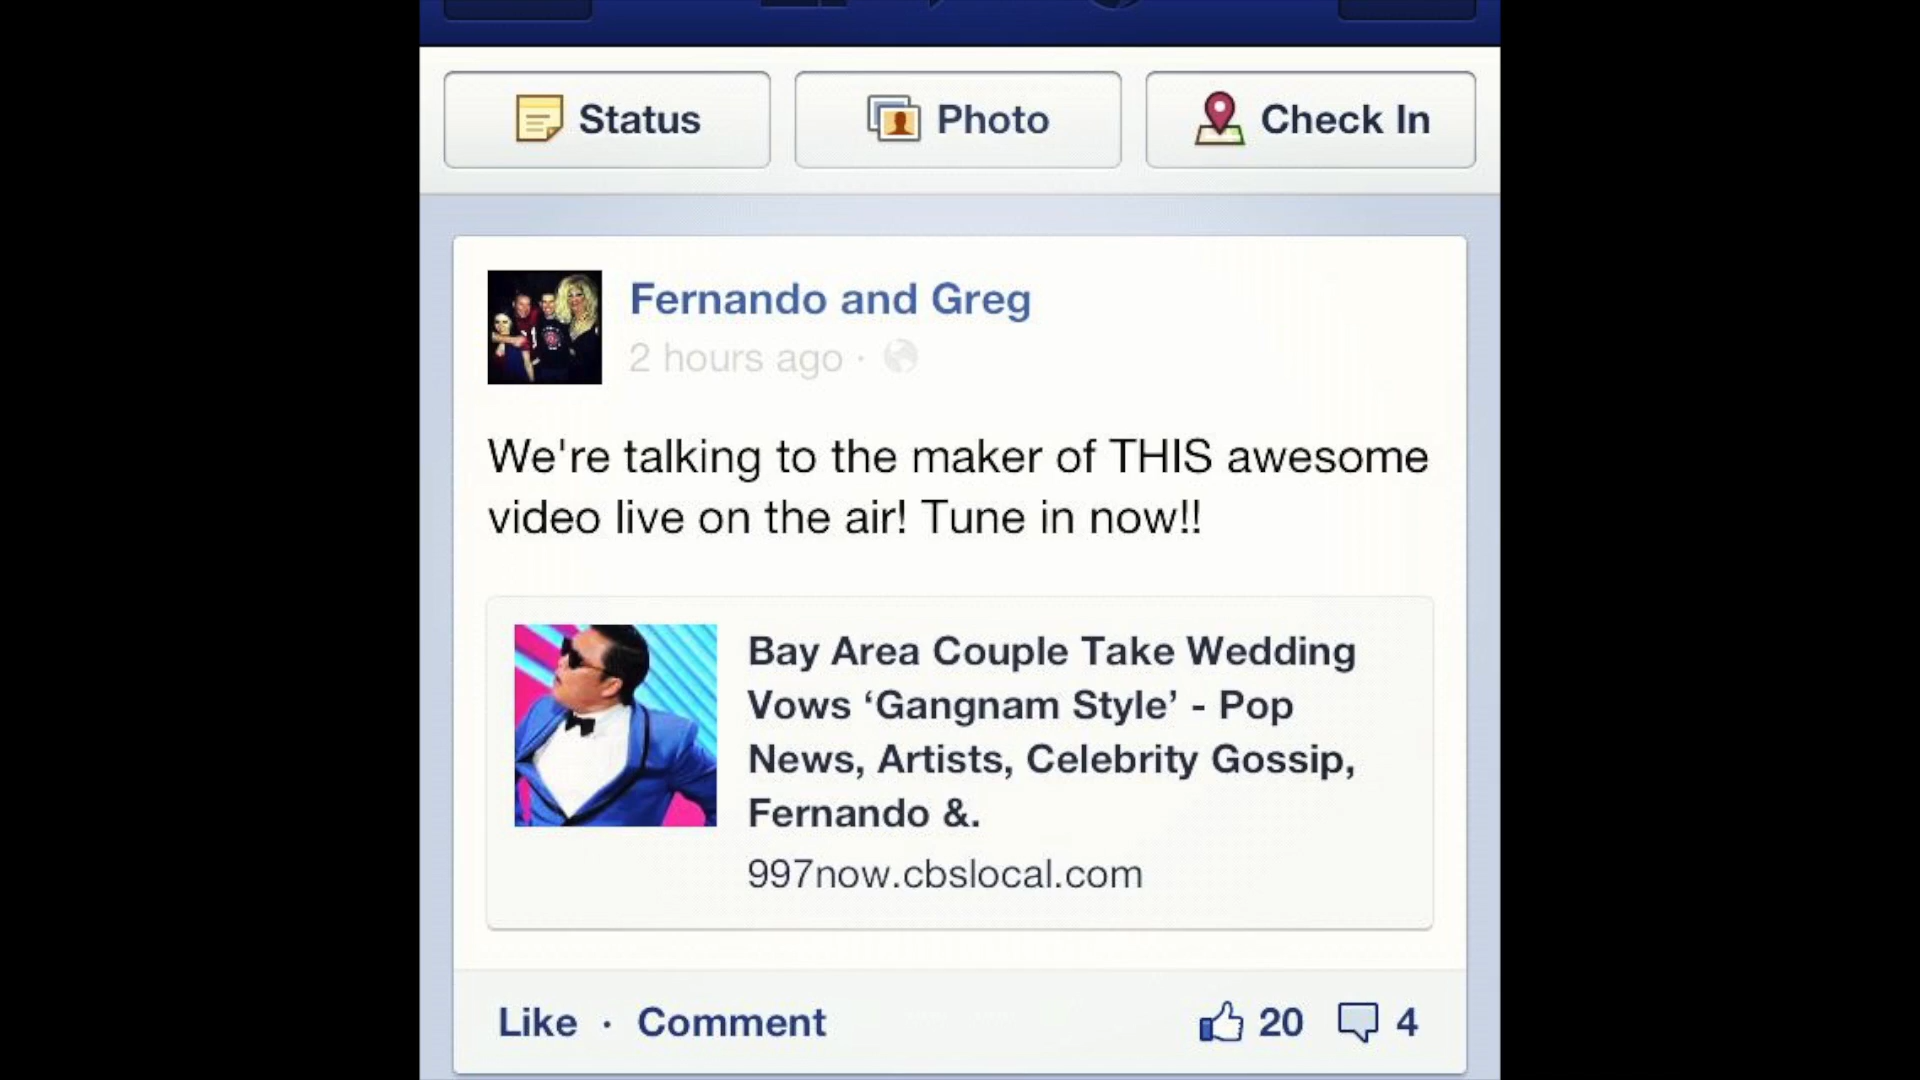 Status
Photo
Check In
Fernando and Greg
2 hours ago ·
We're talking to the maker of THIS awesome
video live on the air! Tune in now!!
Bay Area Couple Take Wedding
Vows ‘Gangnam Style’ - Pop
News, Artists, Celebrity Gossip,
Fernando &.
997now.cbslocal.com
Like · Comment
20
4